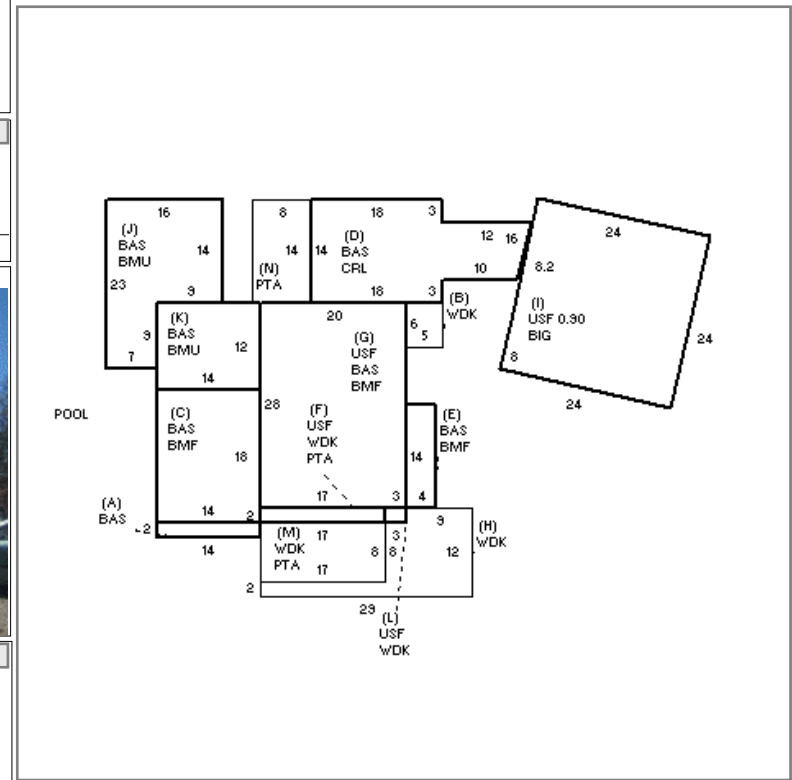 16
8
18
3
24
(J)
BAS
BMU
14
(D)
BAS
CRL
12 16
14 14
(N)
PTA
10
8.2
23
9
18
3
(B)
WDK
(I)
USF 0.90
BIG
(K)
BAS
BMU
20
6
5
9
12
(G)
USF
BAS
BMF
24
7
14
8
POOL
(C)
BAS
BMF
28
(F)
USF
WDK
PTA
(E)
BAS
BMF
24
18
14
(A)
BAS
14
17
3
4
2
2
(M)
WDK
PTA
17
3
9
(H)
WDK
14
8
8
12
17
2
29
(L)
USF
WDK